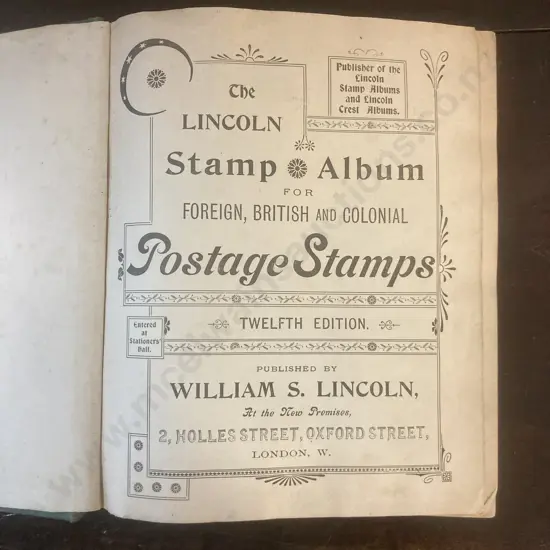 The
LINCOLN
Publisher of the
Lincoln
Stamp Albums
and Lincoln
Crest Albums.
Stamp Album
FOR
FOREIGN, BRITISH AND COLONIAL
Postage Stamps
TWELFTH EDITION.
Entered
at
Stationers'
Hall.
PUBLISHED BY
WILLIAM S. LINCOLN,
At the New Premises,
2, HOLLES STREET, OXFORD STREET,
LONDON, W.